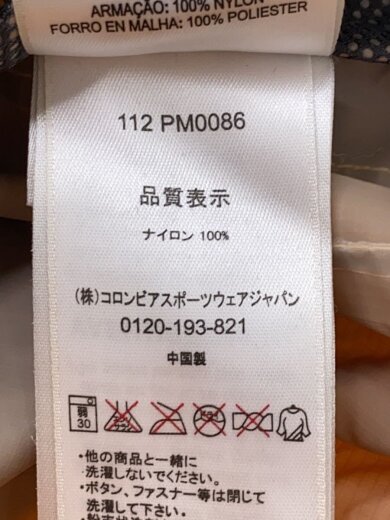 ARMAÇÃO: 100% NYLON
FORRO EN MALHA: 100% POLIESTER
112 PM0086
品質表示
ナイロン 100%
(株)コロンビアスポーツウェアジャパン
0120-193-821
中国製
弱
30
・他の商品と一緒に
洗濯しないでください。
・ボタン、ファスナー等は閉じて
洗濯して下さい。